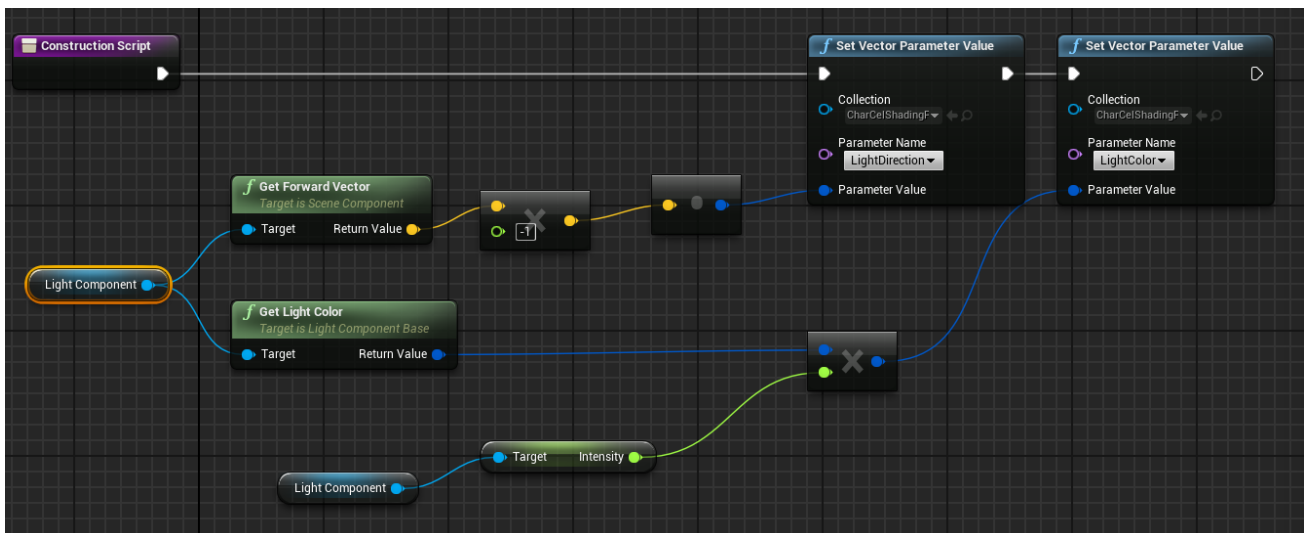 Construction Script
Set Vector Parameter Value
Collection
CharCelShadingF
Parameter Name
LightDirection
Parameter Value
Set Vector Parameter Value
Collection
CharCelShadingF
Parameter Name
LightColor
Parameter Value
Get Forward Vector
Target is Scene Component
Target Return Value
-1
Light Component
Get Light Color
Target is Light Component Base
Target Return Value
Target Intensity
Light Component